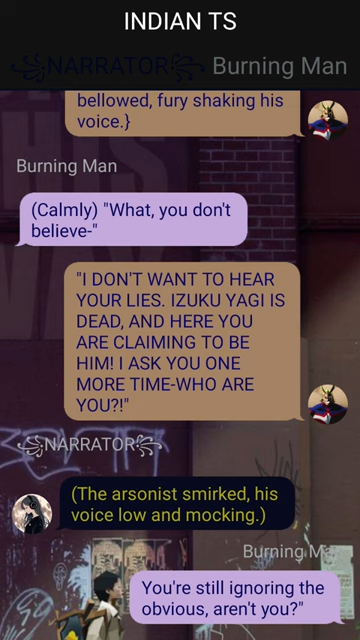 INDIAN TS
꧁NARRATOR꧂ Burning Man
bellowed, fury shaking his
voice.}
Burning Man
(Calmly) "What, you don't
believe-"
"I DON'T WANT TO HEAR
YOUR LIES. IZUKU YAGI IS
DEAD, AND HERE YOU
ARE CLAIMING TO BE
HIM! I ASK YOU ONE
MORE TIME-WHO ARE
YOU?!"
꧁NARRATOR꧂
(The arsonist smirked, his
voice low and mocking.)
Burning M
You're still ignoring the
obvious, aren't you?"